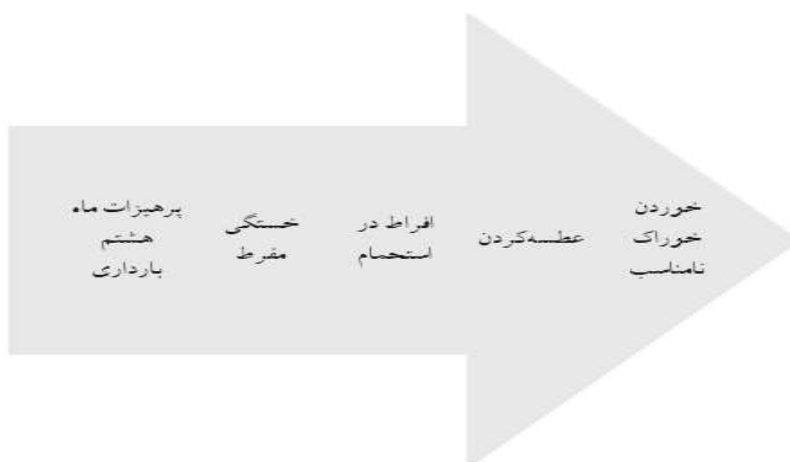 خوردن
خوراک
نامناسب
عطسه‌کردن
افراط در
استحمام
خستگی
مفرط
پرهیزات ماه
هشتم
بارداری